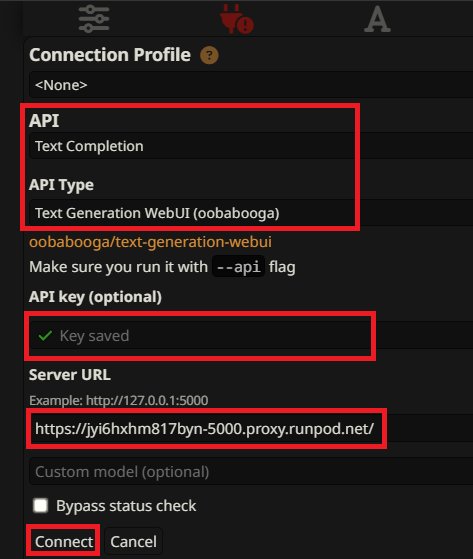 Connection Profile ?
<None>
API
Text Completion
API Type
Text Generation WebUI (oobabooga)
oobabooga/text-generation-webui
Make sure you run it with --api flag
API key (optional)
✓ Key saved
Server URL
Example: http://127.0.0.1:5000
https://jyi6hxhm817byn-5000.proxy.runpod.net/
Custom model (optional)
Bypass status check
Connect Cancel